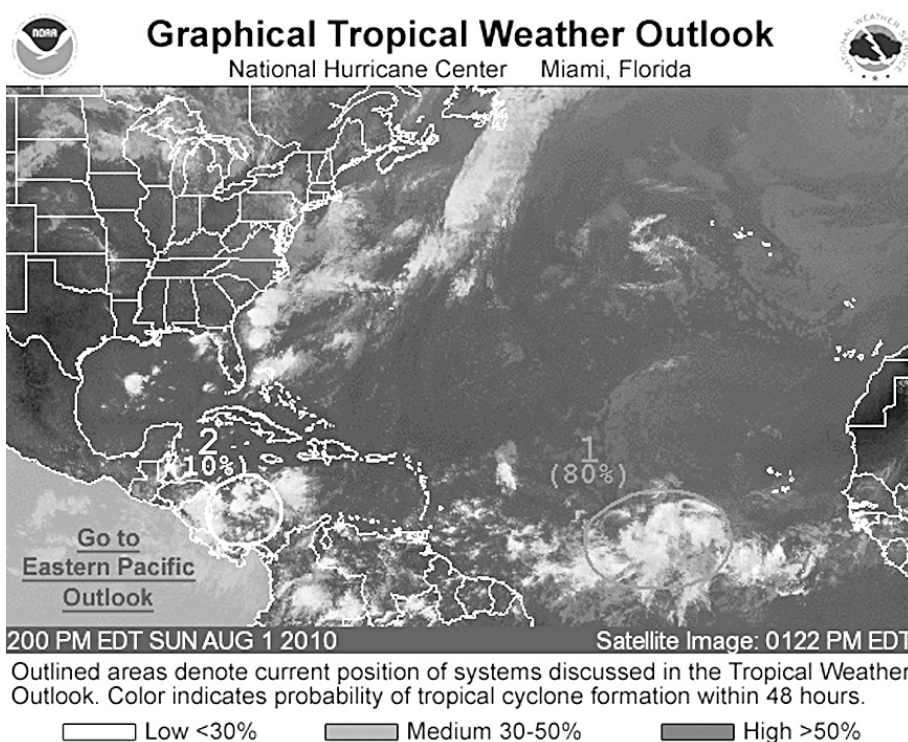 NOAA
Graphical Tropical Weather Outlook
National Hurricane Center Miami, Florida
NATIONAL WEATHER SERVICE
2
(10%)
1
(80%)
Go to
Eastern Pacific
Outlook
200 PM EDT SUN AUG 1 2010 Satellite Image: 0122 PM EDT
Outlined areas denote current position of systems discussed in the Tropical Weather
Outlook. Color indicates probability of tropical cyclone formation within 48 hours.
Low <30% Medium 30-50% High >50%